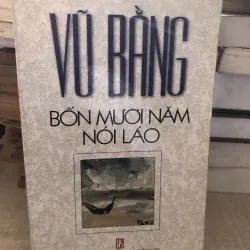 VŨ BẰNG
BỐN MƯƠI NĂM
NÓI LÁO